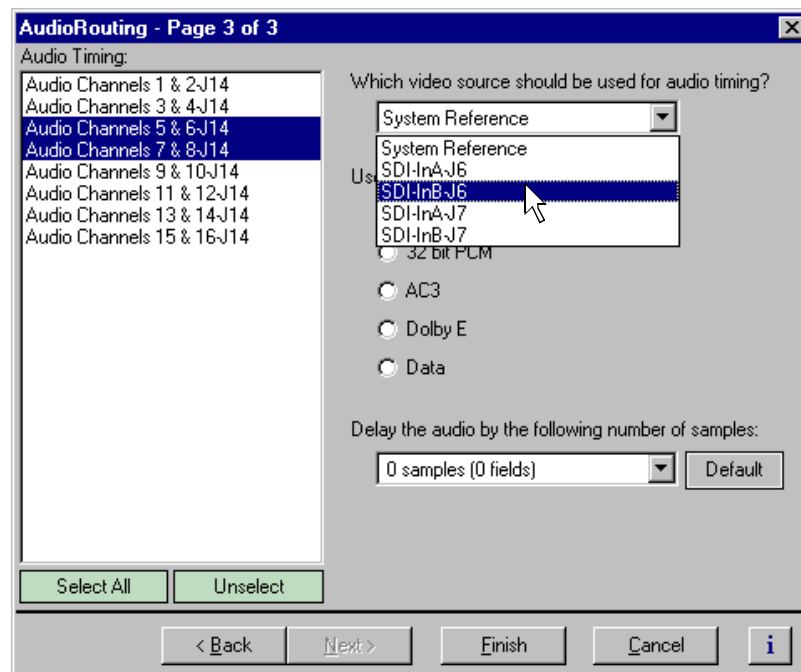 AudioRouting - Page 3 of 3
Audio Timing:
Audio Channels 1 & 2-J14
Audio Channels 3 & 4-J14
Audio Channels 5 & 6-J14
Audio Channels 7 & 8-J14
Audio Channels 9 & 10-J14
Audio Channels 11 & 12-J14
Audio Channels 13 & 14-J14
Audio Channels 15 & 16-J14
Select All
Unselect
Which video source should be used for audio timing?
System Reference
System Reference
SDI-InA-J6
SDI-InB-J6
SDI-InA-J7
SDI-InB-J7
32 bit PCM
AC3
Dolby E
Data
Delay the audio by the following number of samples:
0 samples (0 fields)
Default
< Back
Next >
Finish
Cancel
i